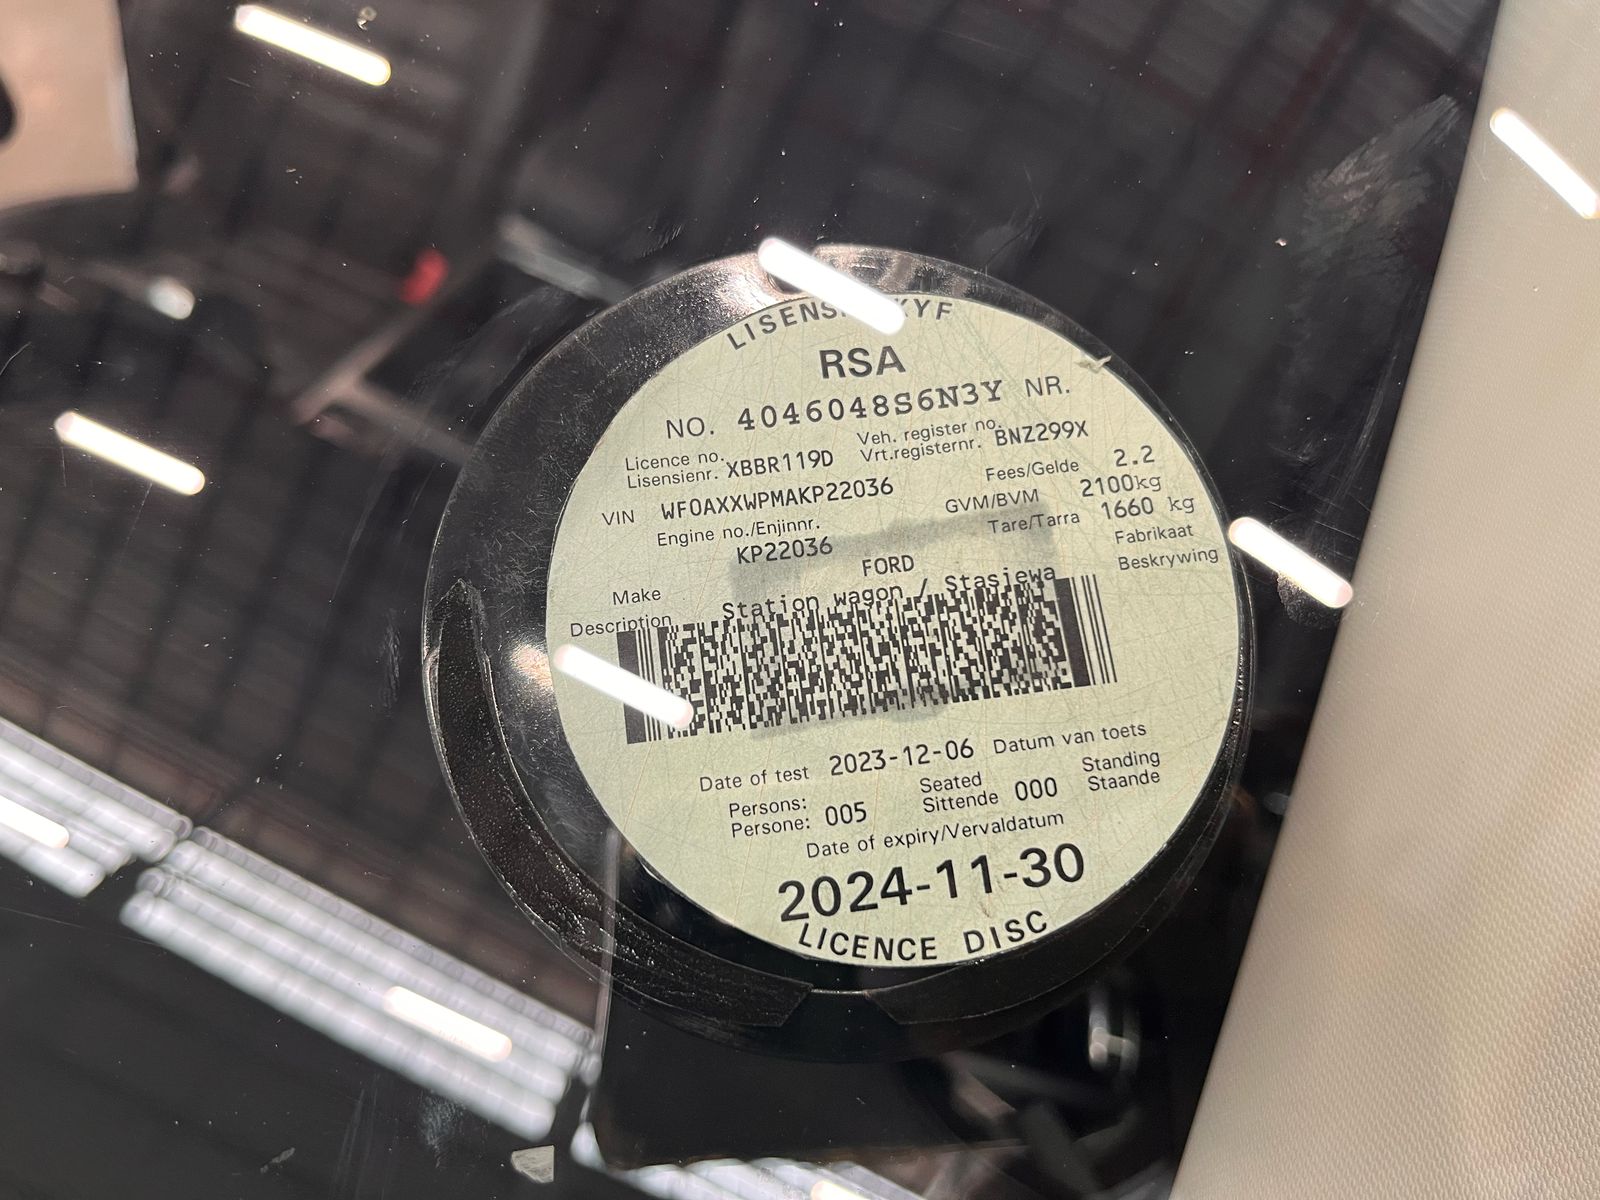 LISENSSKYF
RSA
NO. 4046048S6N3Y NR.
Licence no. Veh. register no.
Lisensienr. XBBR119D Vrt.registernr. BNZ299X
VIN WF0AXXWPMAKP22036 Fees/Gelde 2.2
Engine no./Enjinnr. GVM/BVM 2100kg
KP22036 Tare/Tarra 1660 kg
Make FORD Fabrikaat
Description Station wagon / Stasiewa Beskrywing
Date of test 2023-12-06 Datum van toets
Persons: Seated Standing
Persone: 005 Sittende 000 Staande
Date of expiry/Vervaldatum
2024-11-30
LICENCE DISC